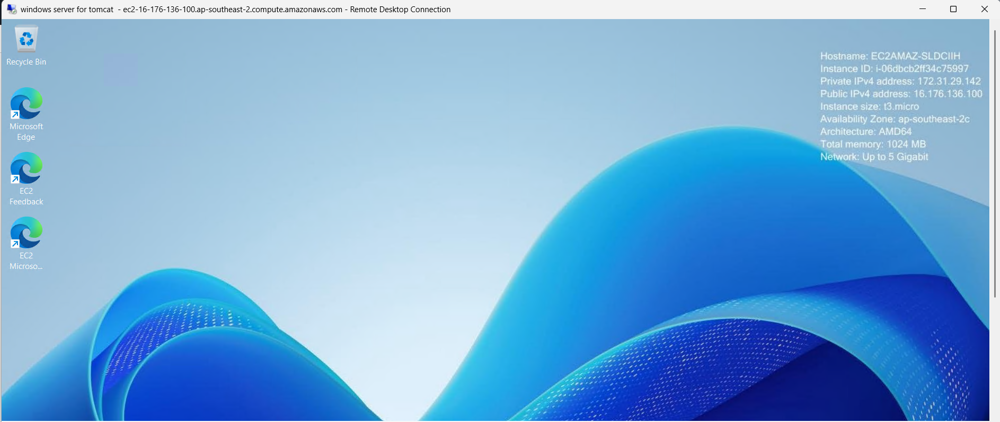 windows server for tomcat - ec2-16-176-136-100.ap-southeast-2.compute.amazonaws.com - Remote Desktop Connection
Recycle Bin
Microsoft
Edge
EC2
Feedback
EC2
Microso...
Hostname: EC2AMAZ-SLDCIIH
Instance ID: i-06dbcb2ff34c75997
Private IPv4 address: 172.31.29.142
Public IPv4 address: 16.176.136.100
Instance size: t3.micro
Availability Zone: ap-southeast-2c
Architecture: AMD64
Total memory: 1024 MB
Network: Up to 5 Gigabit